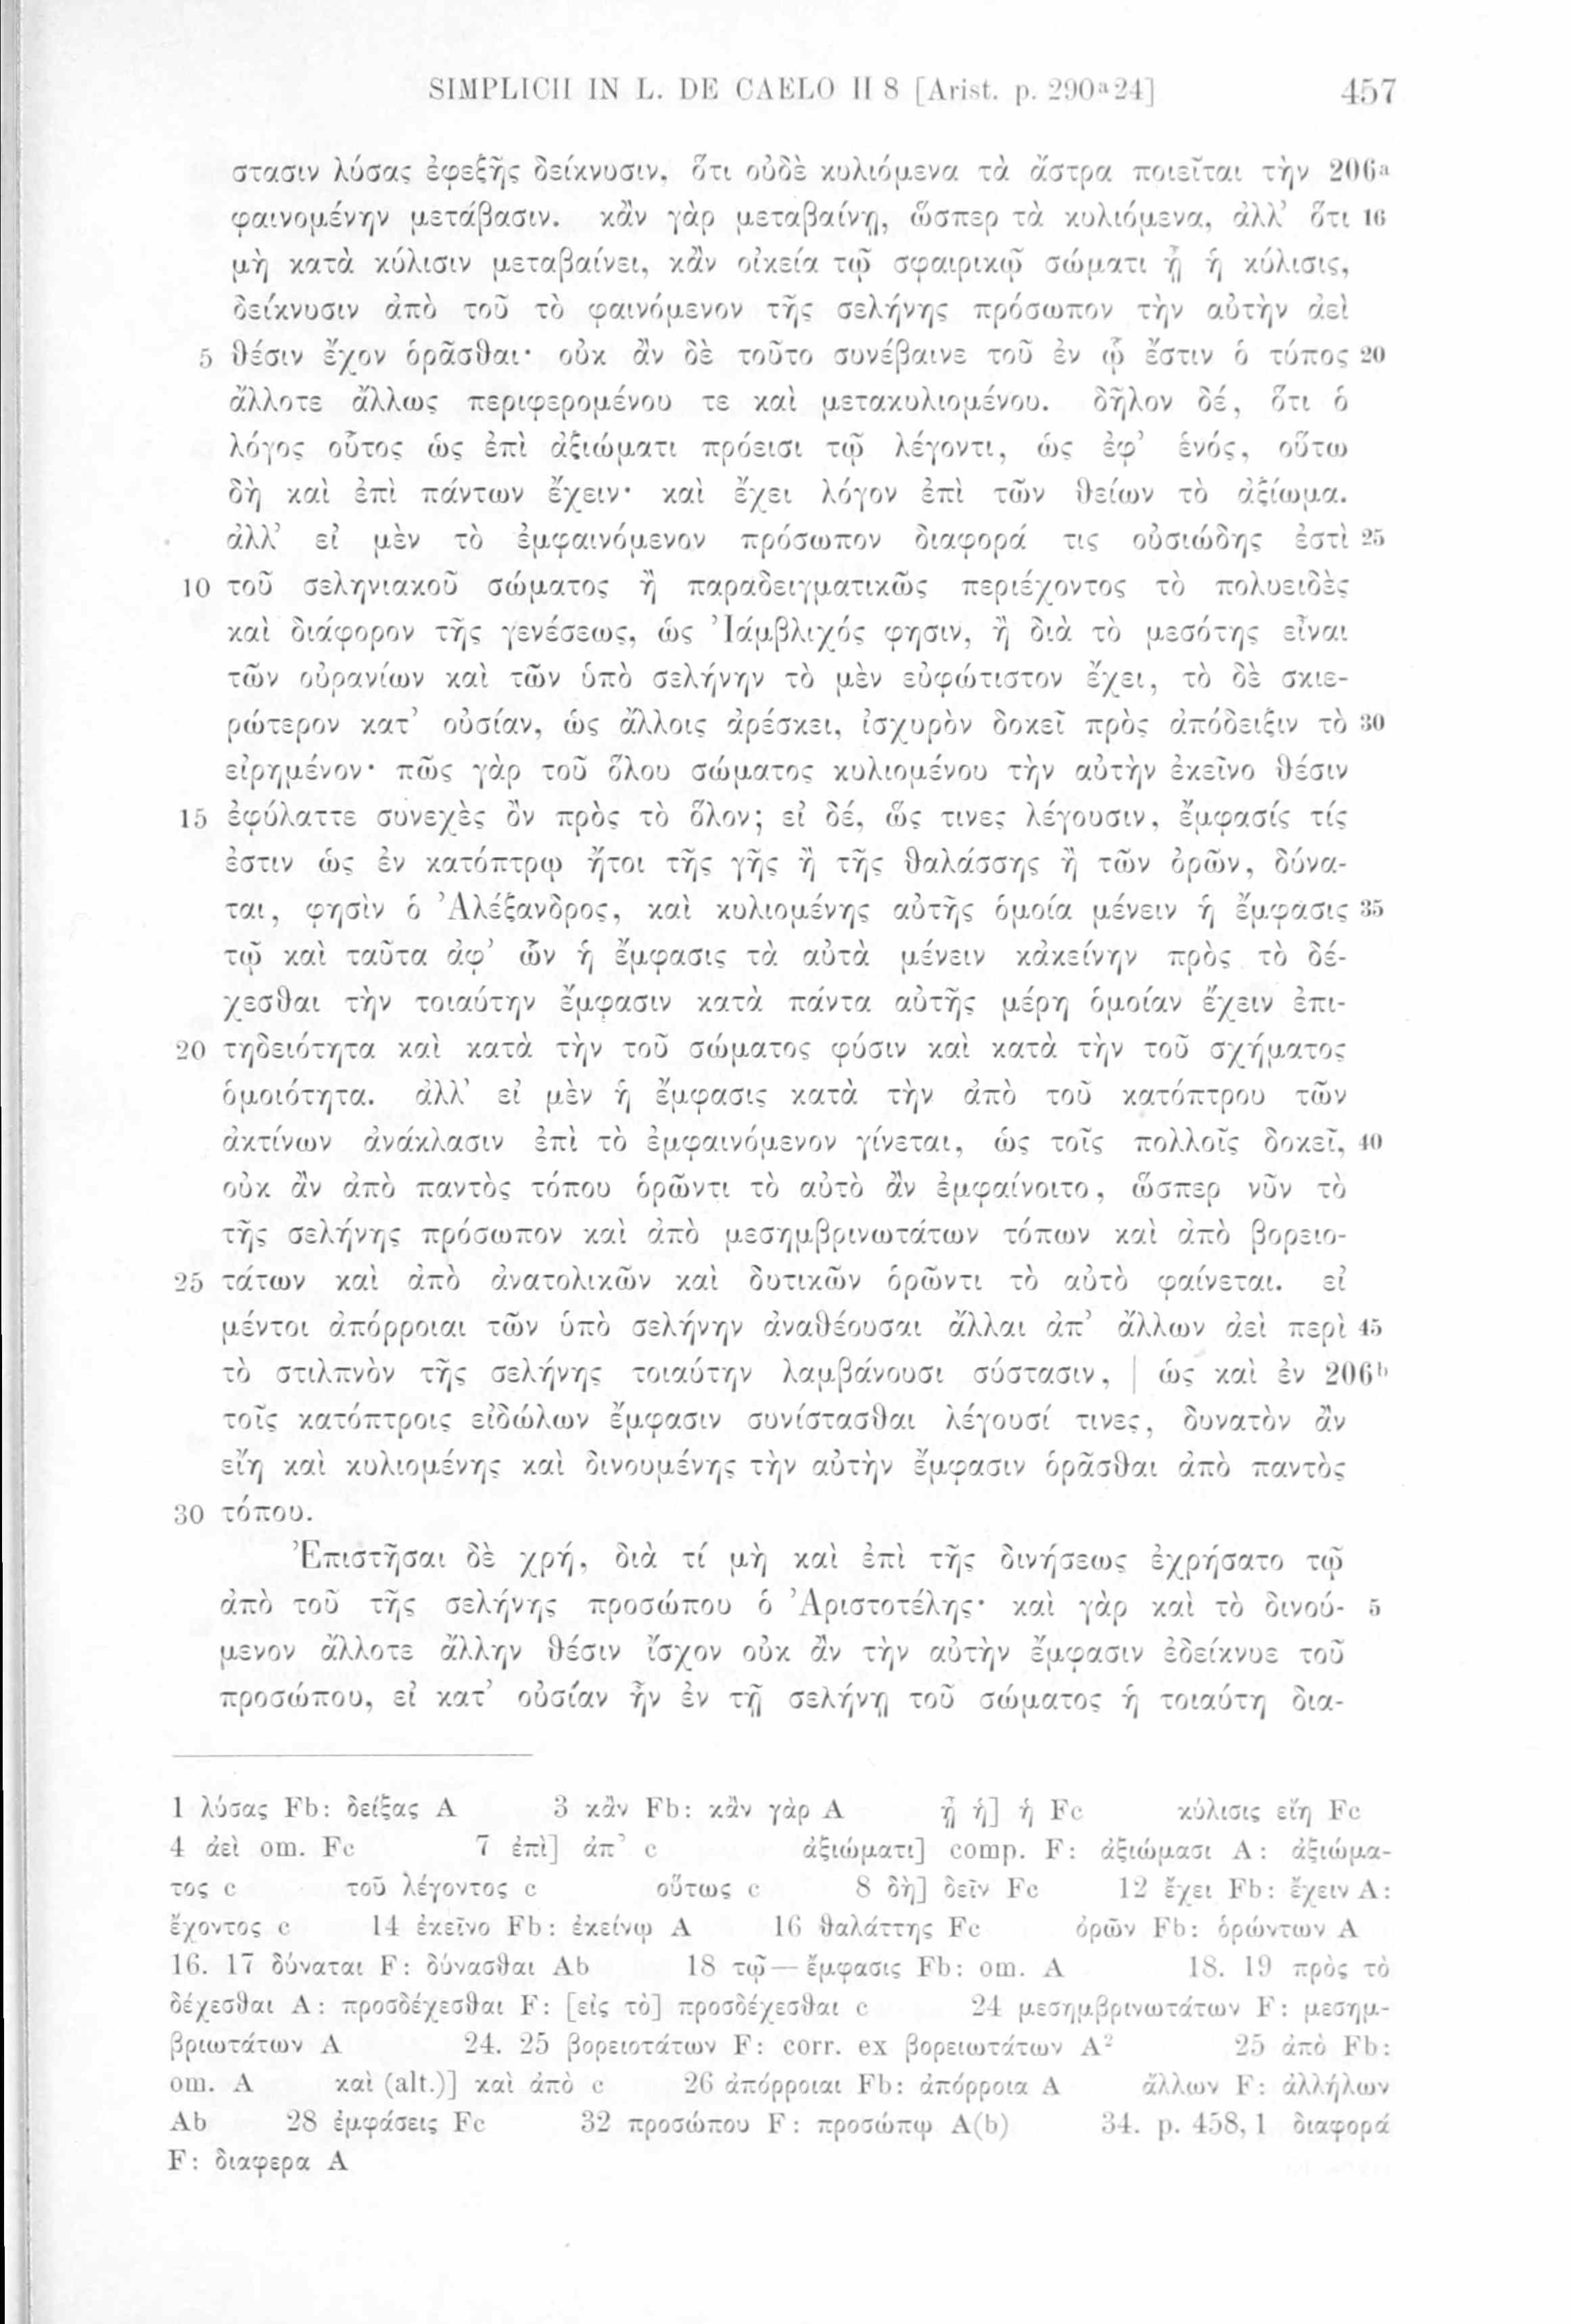 SIMPLICII IN L. DE CAELO II 8 [Arist. p. 290ᵃ24] 457
στασιν λύσας ἐφεξῆς δείκνυσιν, ὅτι οὐδὲ κυλιόμενα τὰ ἄστρα ποιεῖται τὴν 206ᵃ
φαινομένην μετάβασιν. κἂν γὰρ μεταβαίνῃ, ὥσπερ τὰ κυλιόμενα, ἀλλ’ ὅτι 16
μὴ κατὰ κύλισιν μεταβαίνει, κἂν οἰκεία τῷ σφαιρικῷ σώματι ᾖ ἡ κύλισις,
δείκνυσιν ἀπὸ τοῦ τὸ φαινόμενον τῆς σελήνης πρόσωπον τὴν αὐτὴν ἀεὶ
5 θέσιν ἔχον ὁρᾶσθαι· οὐκ ἂν δὲ τοῦτο συνέβαινε τοῦ ἐν ᾧ ἔστιν ὁ τύπος 20
ἄλλοτε ἄλλως περιφερομένου τε καὶ μετακυλιομένου. δῆλον δέ, ὅτι ὁ
λόγος οὗτος ὡς ἐπὶ ἀξιώματι πρόεισι τῷ λέγοντι, ὡς ἐφ’ ἑνός, οὕτω
δὴ καὶ ἐπὶ πάντων ἔχειν· καὶ ἔχει λόγον ἐπὶ τῶν θείων τὸ ἀξίωμα.
ἀλλ’ εἰ μὲν τὸ ἐμφαινόμενον πρόσωπον διαφορά τις οὐσιώδης ἐστὶ 25
10 τοῦ σεληνιακοῦ σώματος ἢ παραδειγματικῶς περιέχοντος τὸ πολυειδὲς
καὶ διάφορον τῆς γενέσεως, ὡς Ἰάμβλιχός φησιν, ἢ διὰ τὸ μεσότης εἶναι
τῶν οὐρανίων καὶ τῶν ὑπὸ σελήνην τὸ μὲν εὐφώτιστον ἔχει, τὸ δὲ σκιε-
ρώτερον κατ’ οὐσίαν, ὡς ἄλλοις ἀρέσκει, ἰσχυρὸν δοκεῖ πρὸς ἀπόδειξιν τὸ 30
εἰρημένον· πῶς γὰρ τοῦ ὅλου σώματος κυλιομένου τὴν αὐτὴν ἐκεῖνο θέσιν
15 ἐφύλαττε συνεχὲς ὂν πρὸς τὸ ὅλον; εἰ δέ, ὥς τινες λέγουσιν, ἔμφασίς τίς
ἐστιν ὡς ἐν κατόπτρῳ ἤτοι τῆς γῆς ἢ τῆς θαλάσσης ἢ τῶν ὀρῶν, δύνα-
ται, φησὶν ὁ Ἀλέξανδρος, καὶ κυλιομένης αὐτῆς ὁμοία μένειν ἡ ἔμφασις 35
τῷ καὶ ταῦτα ἀφ’ ὧν ἡ ἔμφασις τὰ αὐτὰ μένειν κἀκείνην πρὸς τὸ δέ-
χεσθαι τὴν τοιαύτην ἔμφασιν κατὰ πάντα αὐτῆς μέρη ὁμοίαν ἔχειν ἐπι-
20 τηδειότητα καὶ κατὰ τὴν τοῦ σώματος φύσιν καὶ κατὰ τὴν τοῦ σχήματος
ὁμοιότητα. ἀλλ’ εἰ μὲν ἡ ἔμφασις κατὰ τὴν ἀπὸ τοῦ κατόπτρου τῶν
ἀκτίνων ἀνάκλασιν ἐπὶ τὸ ἐμφαινόμενον γίνεται, ὡς τοῖς πολλοῖς δοκεῖ, 40
οὐκ ἂν ἀπὸ παντὸς τόπου ὁρῶντι τὸ αὐτὸ ἂν ἐμφαίνοιτο, ὥσπερ νῦν τὸ
τῆς σελήνης πρόσωπον καὶ ἀπὸ μεσημβρινωτάτων τόπων καὶ ἀπὸ βορειο-
25 τάτων καὶ ἀπὸ ἀνατολικῶν καὶ δυτικῶν ὁρῶντι τὸ αὐτὸ φαίνεται. εἰ
μέντοι ἀπόρροιαι τῶν ὑπὸ σελήνην ἀναθέουσαι ἄλλαι ἀπ’ ἄλλων ἀεὶ περὶ 45
τὸ στιλπνὸν τῆς σελήνης τοιαύτην λαμβάνουσι σύστασιν, | ὡς καὶ ἐν 206ᵇ
τοῖς κατόπτροις εἰδώλων ἔμφασιν συνίστασθαι λέγουσί τινες, δυνατὸν ἂν
εἴη καὶ κυλιομένης καὶ δινουμένης τὴν αὐτὴν ἔμφασιν ὁρᾶσθαι ἀπὸ παντὸς
30 τόπου.
Ἐπιστῆσαι δὲ χρή, διὰ τί μὴ καὶ ἐπὶ τῆς δινήσεως ἐχρήσατο τῷ
ἀπὸ τοῦ τῆς σελήνης προσώπου ὁ Ἀριστοτέλης· καὶ γὰρ καὶ τὸ δινού- 5
μενον ἄλλοτε ἄλλην θέσιν ἴσχον οὐκ ἂν τὴν αὐτὴν ἔμφασιν ἐδείκνυε τοῦ
προσώπου, εἰ κατ’ οὐσίαν ἦν ἐν τῇ σελήνῃ τοῦ σώματος ἡ τοιαύτη δια-
1 λύσας Fb: δείξας A 3 κἂν Fb: κἂν γὰρ A ᾖ ἡ] ἡ Fc κύλισις εἴη Fc
4 ἀεὶ om. Fc 7 ἐπὶ] ἀπ’ c ἀξιώματι] comp. F: ἀξιώμασι A: ἀξιώμα-
τος c τοῦ λέγοντος c οὕτως c 8 δὴ] δεῖν Fc 12 ἔχει Fb: ἔχειν A:
ἔχοντος c 14 ἐκεῖνο Fb: ἐκείνῳ A 16 θαλάττης Fc ὀρῶν Fb: ὁρώντων A
16. 17 δύναται F: δύνασθαι Ab 18 τῷ — ἔμφασις Fb: om. A 18. 19 πρὸς τὸ
δέχεσθαι A: προσδέχεσθαι F: [εἰς τὸ] προσδέχεσθαι c 24 μεσημβρινωτάτων F: μεσημ-
βριωτάτων A 24. 25 βορειοτάτων F: corr. ex βορειωτάτων A² 25 ἀπὸ Fb:
om. A καὶ (alt.)] καὶ ἀπὸ c 26 ἀπόρροιαι Fb: ἀπόρροια A ἄλλων F: ἀλλήλων
Ab 28 ἐμφάσεις Fc 32 προσώπου F: προσώπῳ A(b) 34. p. 458,1 διαφορά
F: διαφερα A